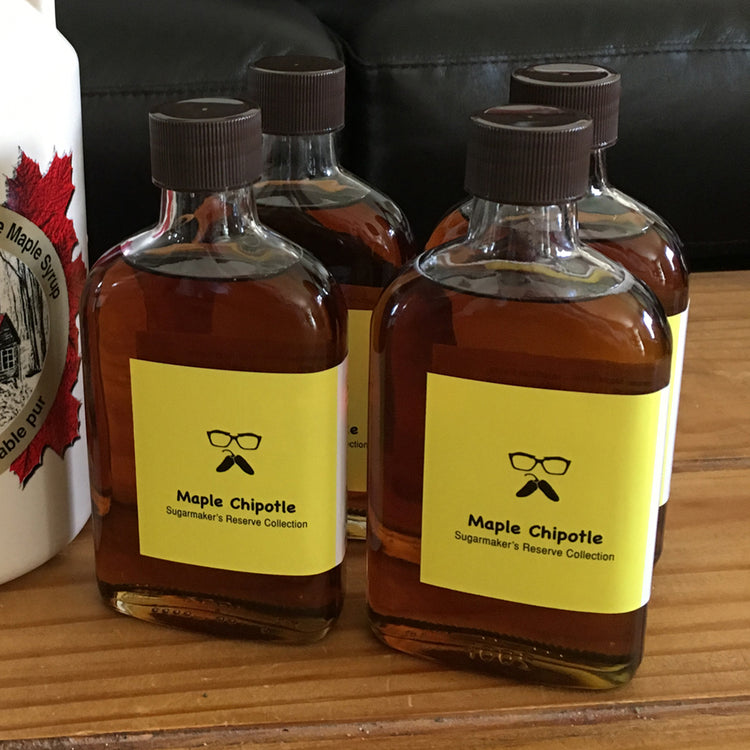 e Maple Syrup
able pur
Maple Chipotle
Sugarmaker's Reserve Collection
Maple Chipotle
Sugarmaker's Reserve Collection